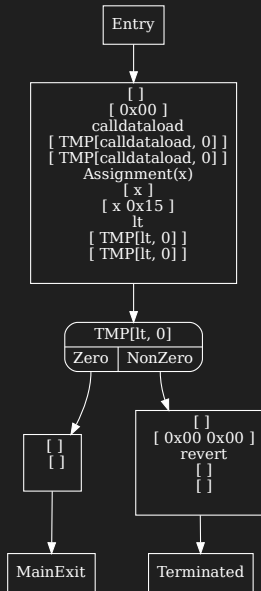 Entry
[ ]
[ 0x00 ]
calldataload
[ TMP[calldataload, 0] ]
[ TMP[calldataload, 0] ]
Assignment(x)
[ x ]
[ x 0x15 ]
lt
[ TMP[lt, 0] ]
[ TMP[lt, 0] ]
TMP[lt, 0]
Zero NonZero
[ ]
[ ]
[ ]
[ 0x00 0x00 ]
revert
[ ]
[ ]
MainExit
Terminated